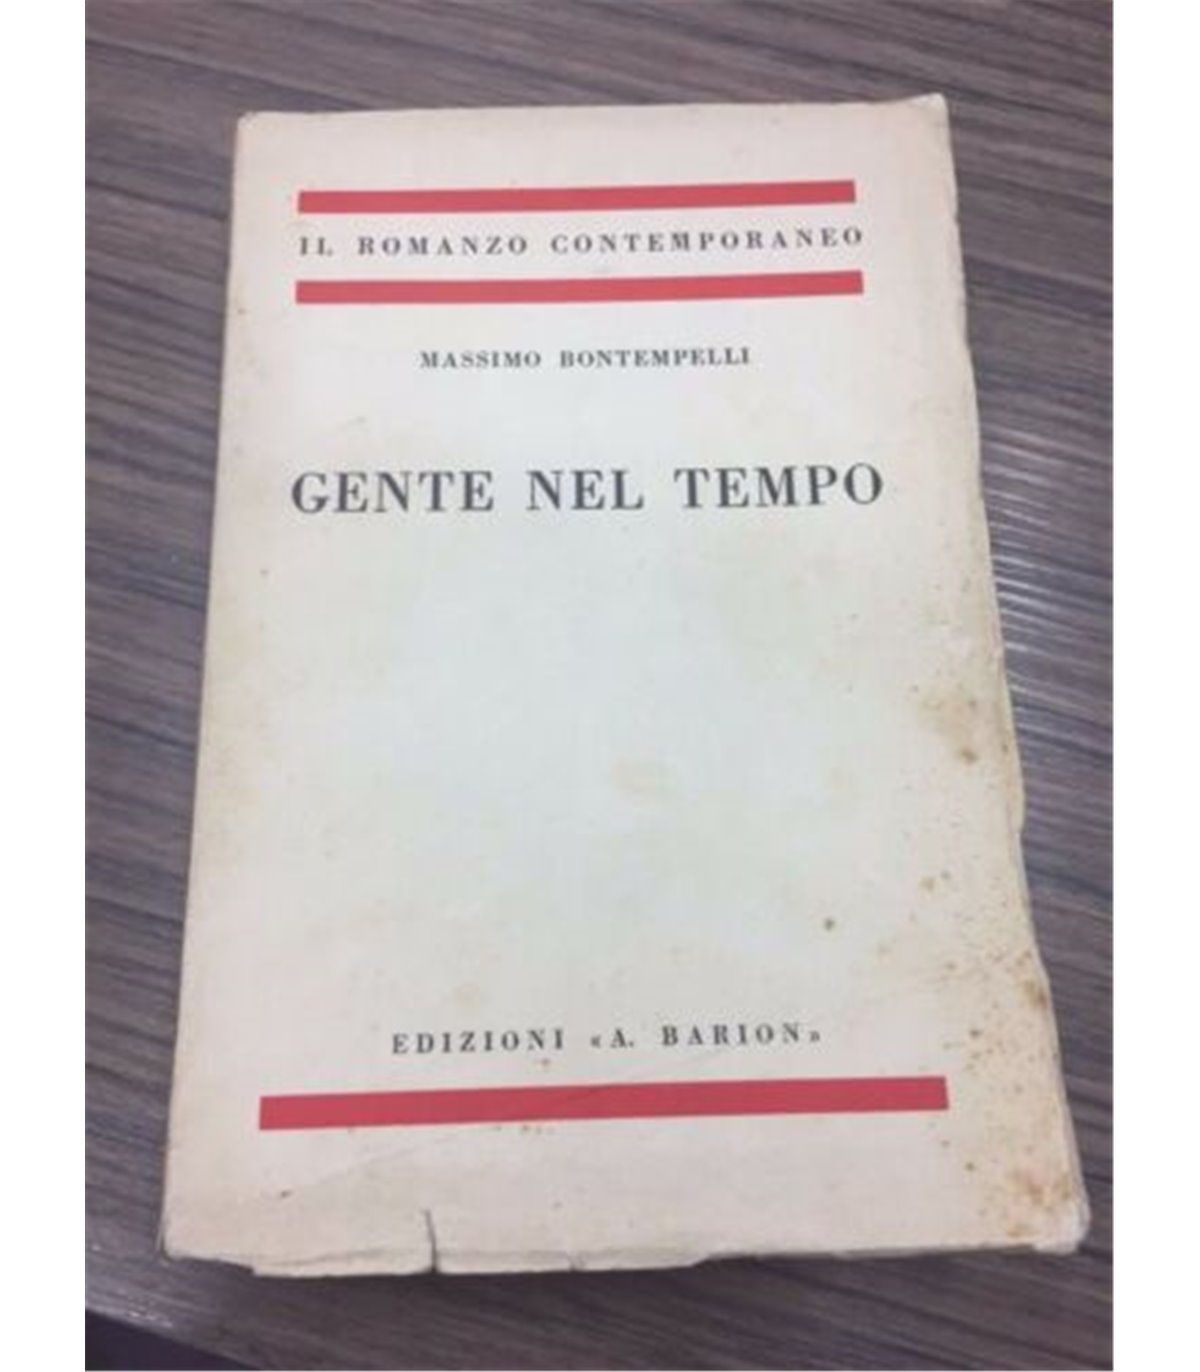 IL ROMANZO CONTEMPORANEO
MASSIMO BONTEMPELLI
GENTE NEL TEMPO
EDIZIONI «A. BARION»